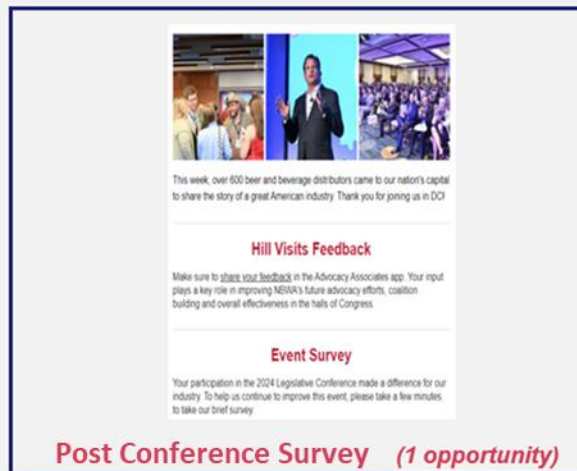 This week, over 600 beer and beverage distributors came to our nation's capital
to share the story of a great American industry. Thank you for joining us in DC!
Hill Visits Feedback
Make sure to share your feedback in the Advocacy Associates app. Your input
plays a key role in improving NBWA's future advocacy efforts, coalition
building and overall effectiveness in the halls of Congress.
Event Survey
Your participation in the 2024 Legislative Conference made a difference for our
industry. To help us continue to improve this event, please take a few minutes
to take our brief survey.
Post Conference Survey (1 opportunity)